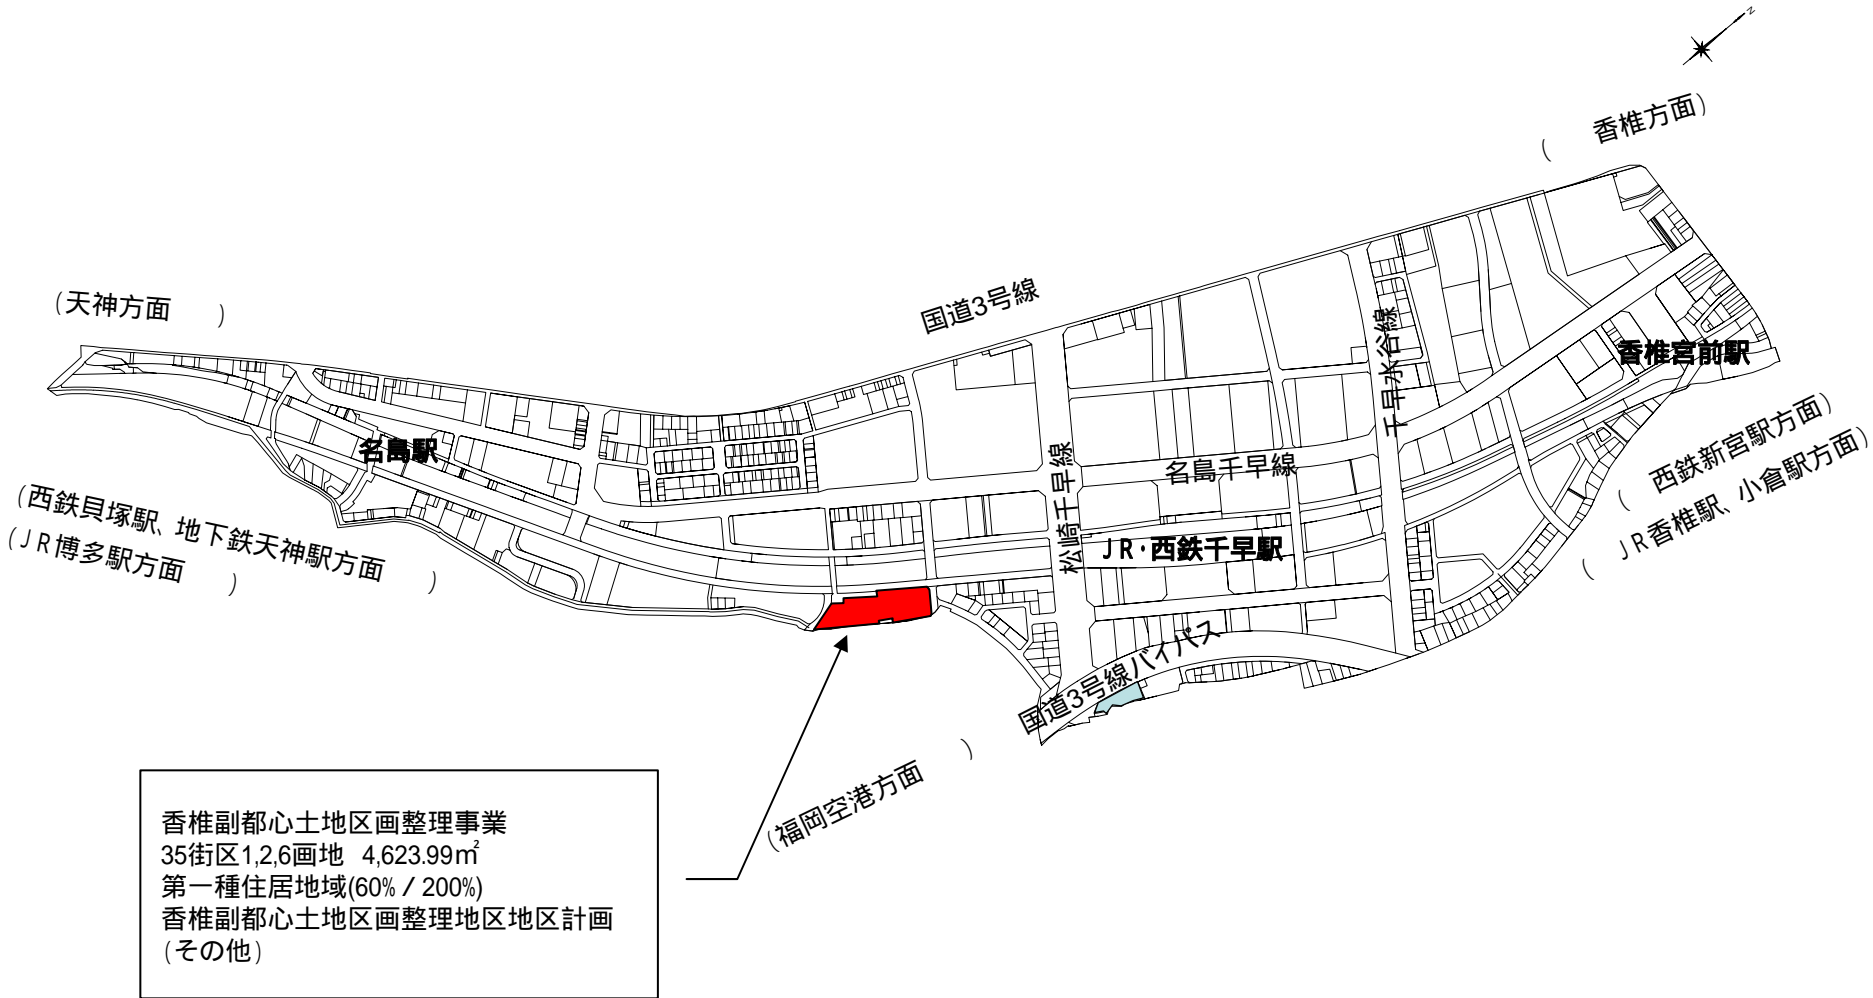 N
(　香椎方面)
(天神方面　)
国道3号線
千早水谷線
香椎宮前駅
名島駅
松崎千早線
名島千早線
(　西鉄新宮駅方面)
(　JR香椎駅、小倉駅方面)
(西鉄貝塚駅、地下鉄天神駅方面　)
(JR博多駅方面　)
JR・西鉄千早駅
国道3号線バイパス
(福岡空港方面　)
香椎副都心土地区画整理事業
35街区1,2,6画地 4,623.99㎡
第一種住居地域(60%／200%)
香椎副都心土地区画整理地区地区計画
(その他)